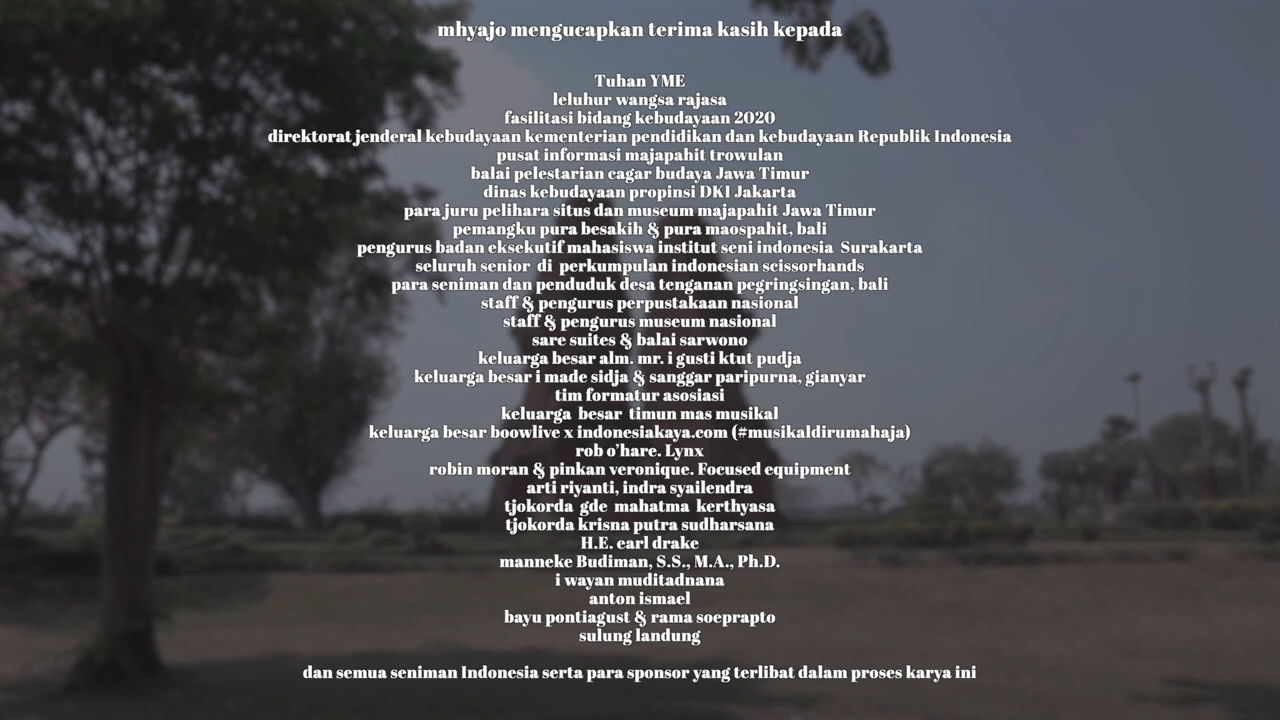 mhyajo mengucapkan terima kasih kepada
Tuhan YME
leluhur wangsa rajasa
fasilitasi bidang kebudayaan 2020
direktorat jenderal kebudayaan kementerian pendidikan dan kebudayaan Republik Indonesia
pusat informasi majapahit trowulan
balai pelestarian cagar budaya Jawa Timur
dinas kebudayaan propinsi DKI Jakarta
para juru pelihara situs dan museum majapahit Jawa Timur
pemangku pura besakih & pura maospahit, bali
pengurus badan eksekutif mahasiswa institut seni indonesia Surakarta
seluruh senior di perkumpulan indonesian scissorhands
para seniman dan penduduk desa tenganan pegringsingan, bali
staff & pengurus perpustakaan nasional
staff & pengurus museum nasional
sare suites & balai sarwono
keluarga besar alm. mr. i gusti ktut pudja
keluarga besar i made sidja & sanggar paripurna, gianyar
tim formatur asosiasi
keluarga besar timun mas musikal
keluarga besar boowlive x indonesiakaya.com (#musikaldirumahaja)
rob o'hare. Lynx
robin moran & pinkan veronique. Focused equipment
arti riyanti, indra syailendra
tjokorda gde mahatma kerthyasa
tjokorda krisna putra sudharsana
H.E. earl drake
manneke Budiman, S.S., M.A., Ph.D.
i wayan muditadnana
anton ismael
bayu pontiagust & rama soeprapto
sulung landung
dan semua seniman Indonesia serta para sponsor yang terlibat dalam proses karya ini